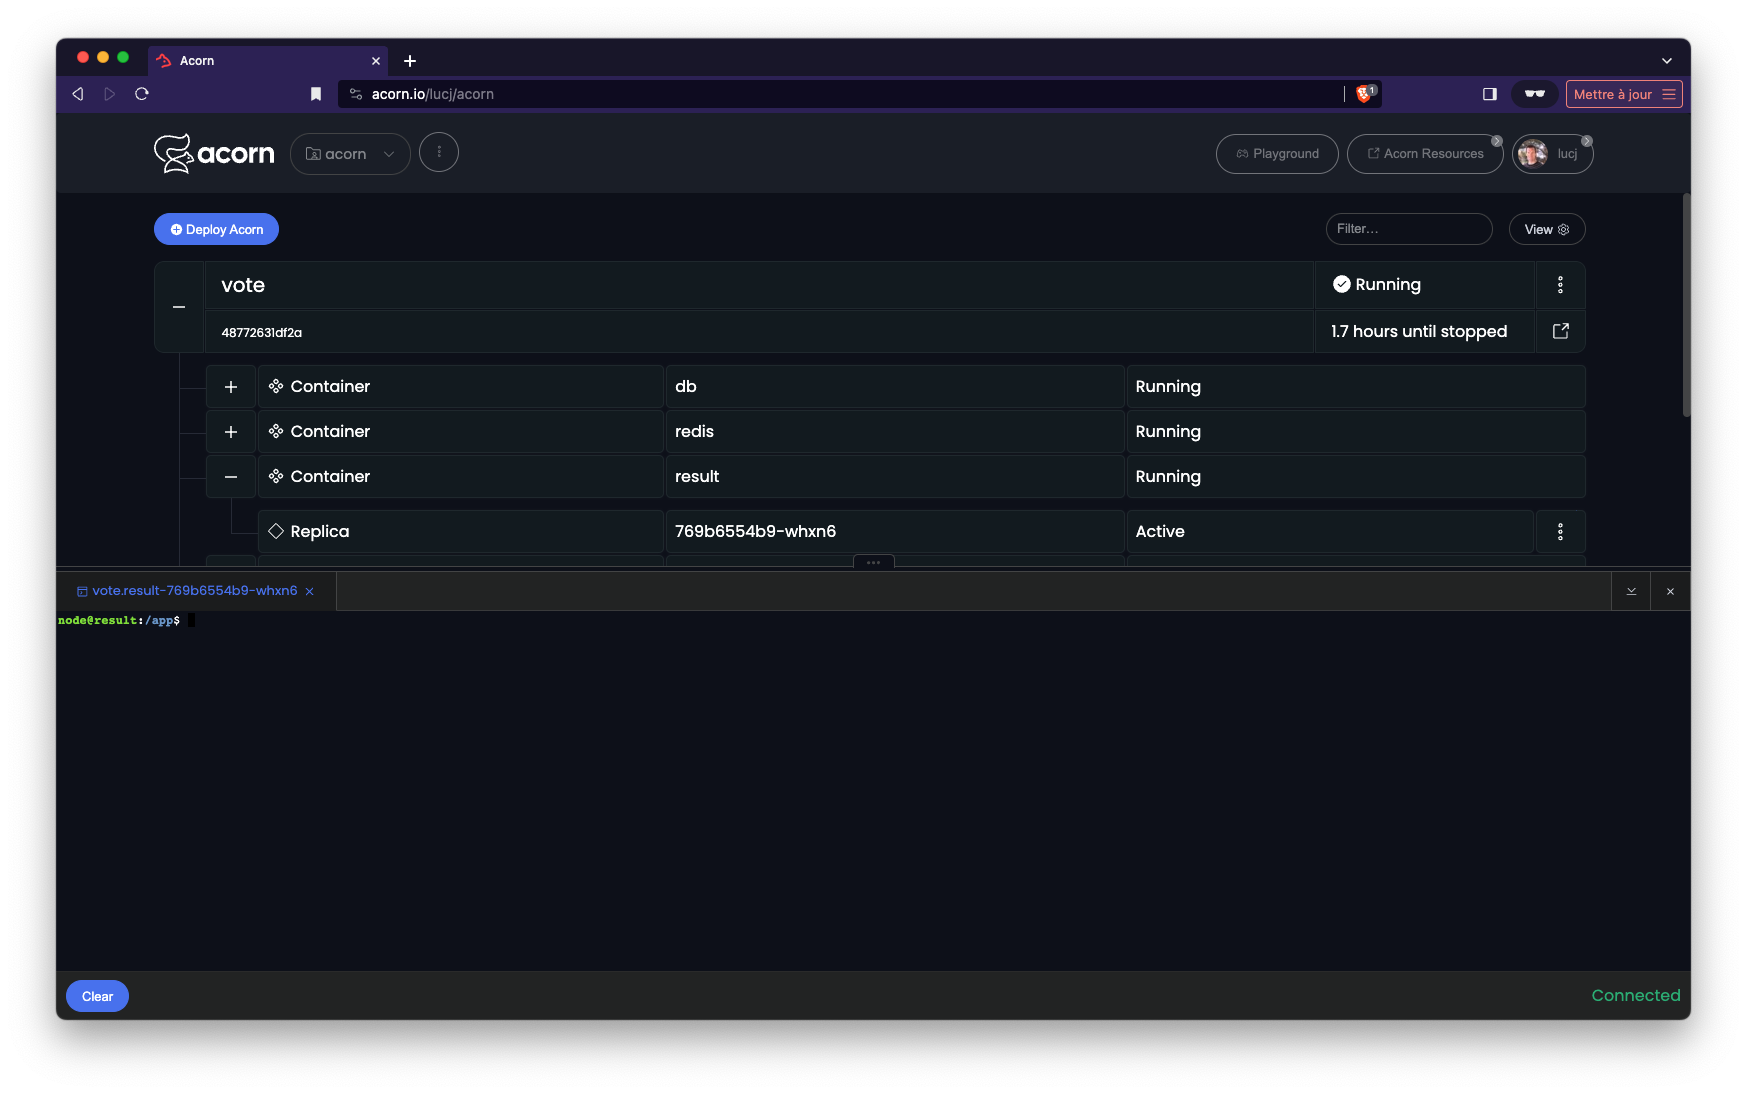 Acorn
acorn.io/lucj/acorn
1
Mettre à jour
acorn
acorn
Playground
Acorn Resources
lucj
Deploy Acorn
Filter...
View
vote
Running
48772631df2a
1.7 hours until stopped
Container
db
Running
Container
redis
Running
Container
result
Running
Replica
769b6554b9-whxn6
Active
vote.result-769b6554b9-whxn6
node@result:/app$
Clear
Connected